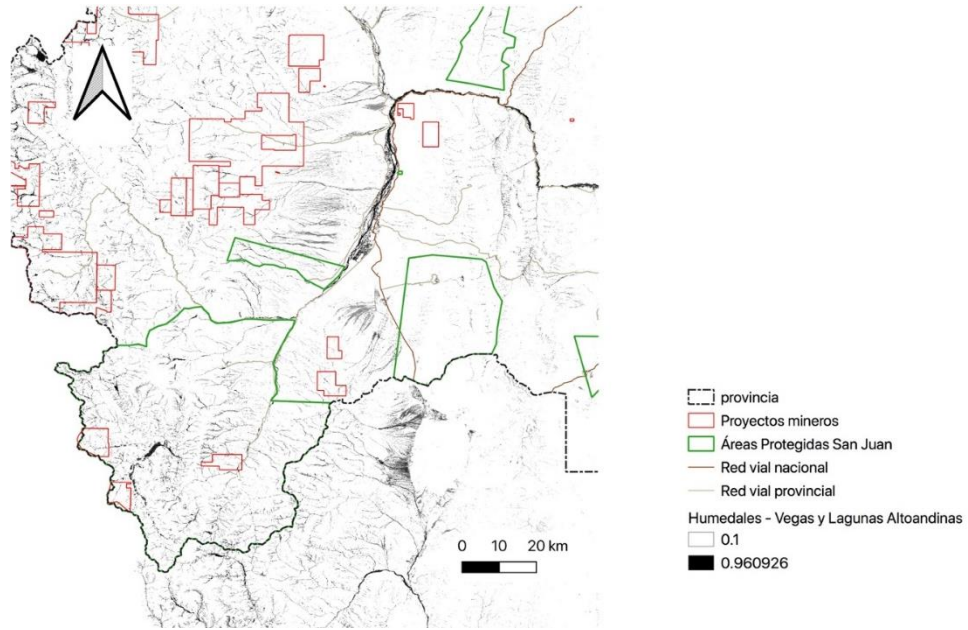 provincia
Proyectos mineros
Áreas Protegidas San Juan
Red vial nacional
Red vial provincial
Humedales - Vegas y Lagunas Altoandinas
0.1
0.960926
0 10 20 km